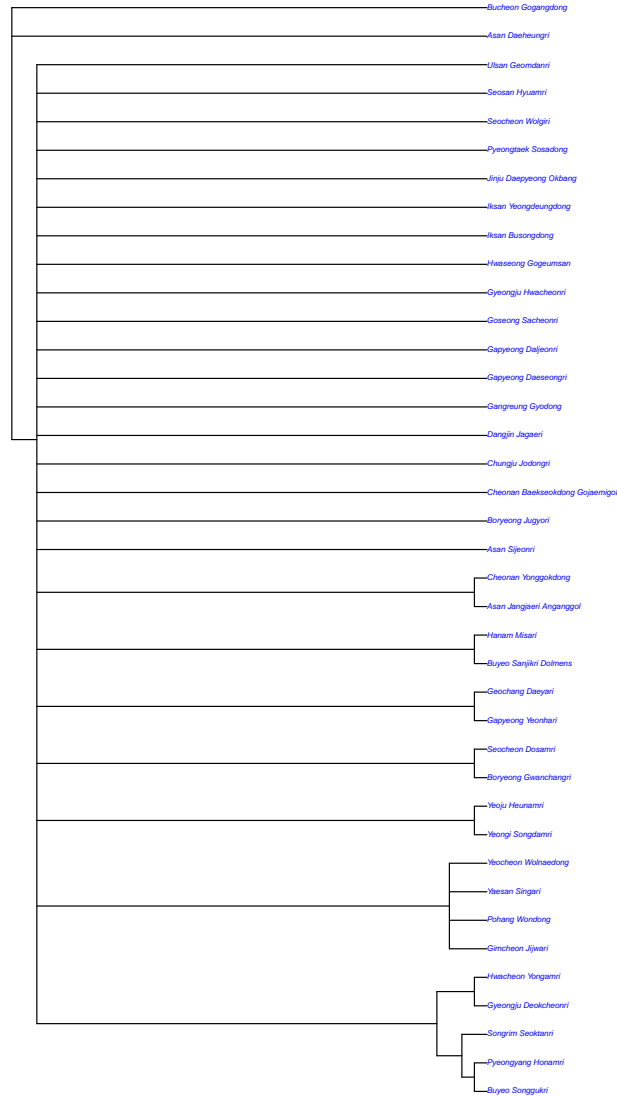 Bucheon Gogangdong
Asan Daeheungri
Ulsan Geomdanri
Seosan Hyuamri
Seocheon Wolgiri
Pyeongtaek Sosadong
Jinju Daepyeong Okbang
Iksan Yeongdeungdong
Iksan Busongdong
Hwaseong Gogeumsan
Gyeongju Hwacheonri
Goseong Sacheonri
Gapyeong Daljeonri
Gapyeong Daeseongri
Gangreung Gyodong
Dangjin Jagaeri
Chungju Jodongri
Cheonan Baekseokdong Gojaemigol
Boryeong Jugyori
Asan Sijeonri
Cheonan Yonggokdong
Asan Jangjaeri Anganggol
Hanam Misari
Buyeo Sanjikri Dolmens
Geochang Daeyari
Gapyeong Yeonhari
Seocheon Dosamri
Boryeong Gwanchangri
Yeoju Heunamri
Yeongi Songdamri
Yeocheon Wolnaedong
Yaesan Singari
Pohang Wondong
Gimcheon Jijwari
Hwacheon Yongamri
Gyeongju Deokcheonri
Songrim Seoktanri
Pyeongyang Honamri
Buyeo Songgukri